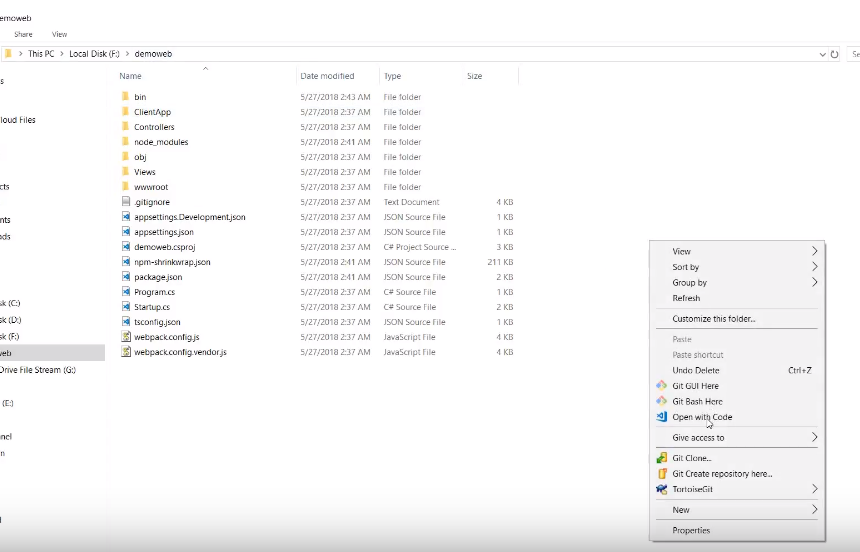 emoweb
Share View
This PC > Local Disk (F:) > demoweb
Se
Name Date modified Type Size
s
bin 5/27/2018 2:43 AM File folder
ClientApp 5/27/2018 2:37 AM File folder
loud Files
Controllers 5/27/2018 2:37 AM File folder
node_modules 5/27/2018 2:41 AM File folder
obj 5/27/2018 2:37 AM File folder
Views 5/27/2018 2:37 AM File folder
cts
wwwroot 5/27/2018 2:37 AM File folder
.gitignore 5/27/2018 2:37 AM Text Document 4 KB
nts
appsettings.Development.json 5/27/2018 2:37 AM JSON Source File 1 KB
ads
appsettings.json 5/27/2018 2:37 AM JSON Source File 1 KB
demoweb.csproj 5/27/2018 2:37 AM C# Project Source ... 3 KB
npm-shrinkwrap.json 5/27/2018 2:41 AM JSON Source File 211 KB
package.json 5/27/2018 2:41 AM JSON Source File 2 KB
Program.cs 5/27/2018 2:37 AM C# Source File 1 KB
sk (C:)
Startup.cs 5/27/2018 2:37 AM C# Source File 2 KB
sk (D:)
tsconfig.json 5/27/2018 2:37 AM JSON Source File 1 KB
sk (F:)
webpack.config.js 5/27/2018 2:37 AM JavaScript File 4 KB
web
webpack.config.vendor.js 5/27/2018 2:37 AM JavaScript File 4 KB
Drive File Stream (G:)
(E:)
nel
n
View
Sort by
Group by
Refresh
Customize this folder...
Paste
Paste shortcut
Undo Delete Ctrl+Z
Git GUI Here
Git Bash Here
Open with Code
Give access to
Git Clone...
Git Create repository here...
TortoiseGit
New
Properties